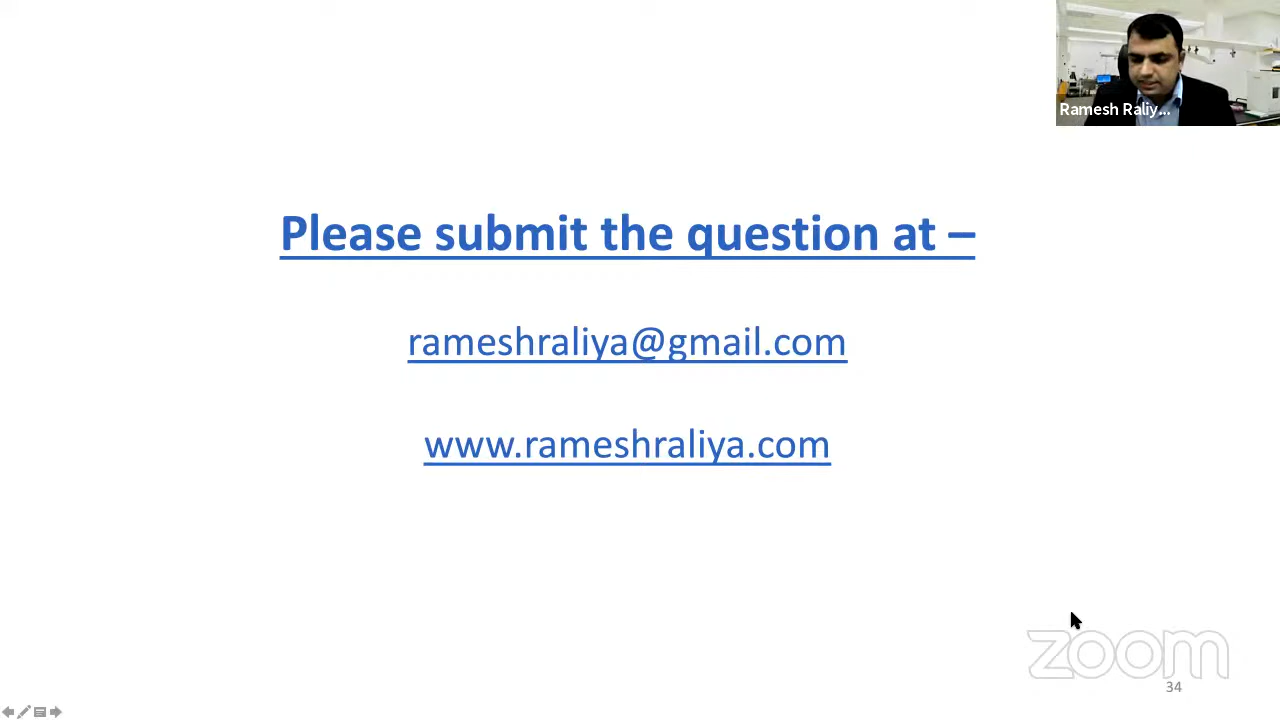 Ramesh Raliy...
Please submit the question at –
rameshraliya@gmail.com
www.rameshraliya.com
zoom
34